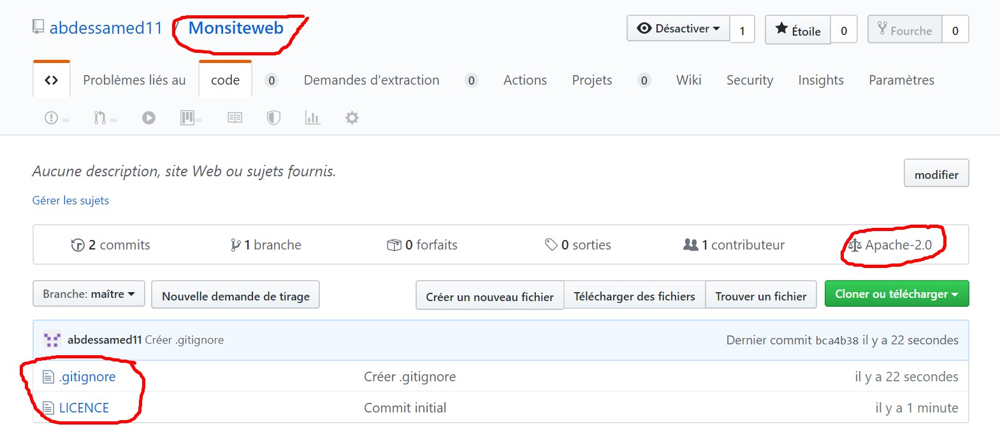 abdessamed11 / Monsiteweb
Désactiver 1 Étoile 0 Fourche 0
<> Problèmes liés au code 0 Demandes d'extraction 0 Actions Projets 0 Wiki Security Insights Paramètres
Aucune description, site Web ou sujets fournis.
modifier
Gérer les sujets
2 commits 1 branche 0 forfaits 0 sorties 1 contributeur Apache-2.0
Branche: maître Nouvelle demande de tirage Créer un nouveau fichier Télécharger des fichiers Trouver un fichier Cloner ou télécharger
abdessamed11 Créer .gitignore Dernier commit bca4b38 il y a 22 secondes
.gitignore Créer .gitignore il y a 22 secondes
LICENCE Commit initial il y a 1 minute